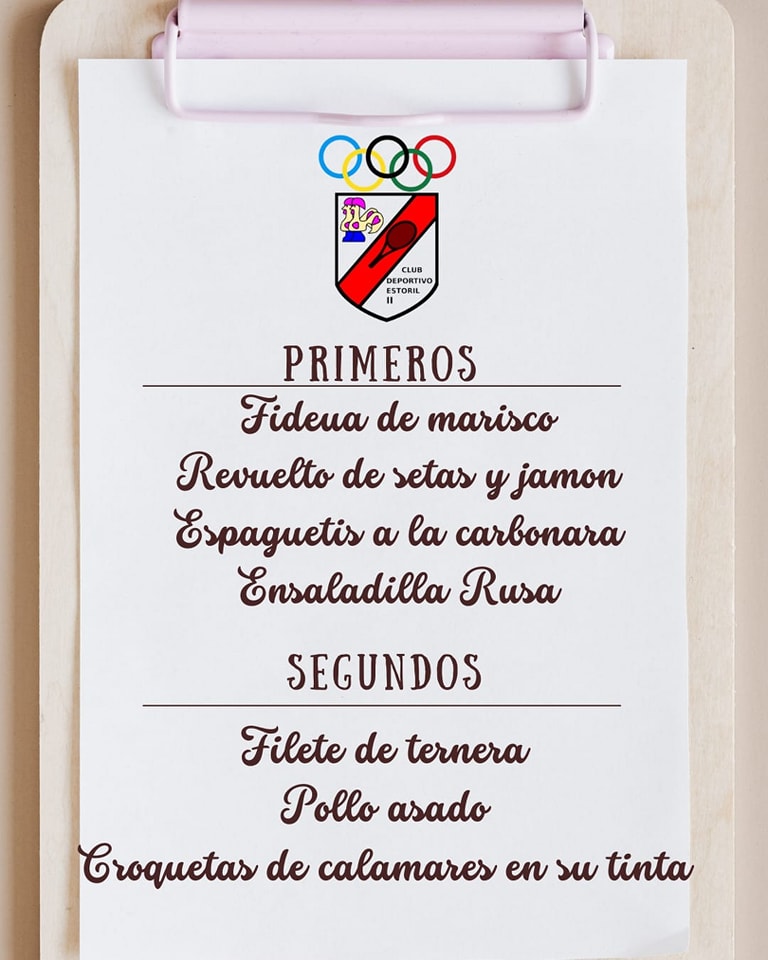 CLUB
DEPORTIVO
ESTORIL
II
PRIMEROS
Fideua de marisco
Revuelto de setas y jamon
Espaguetis a la carbonara
Ensaladilla Rusa
SEGUNDOS
Filete de ternera
Pollo asado
Croquetas de calamares en su tinta